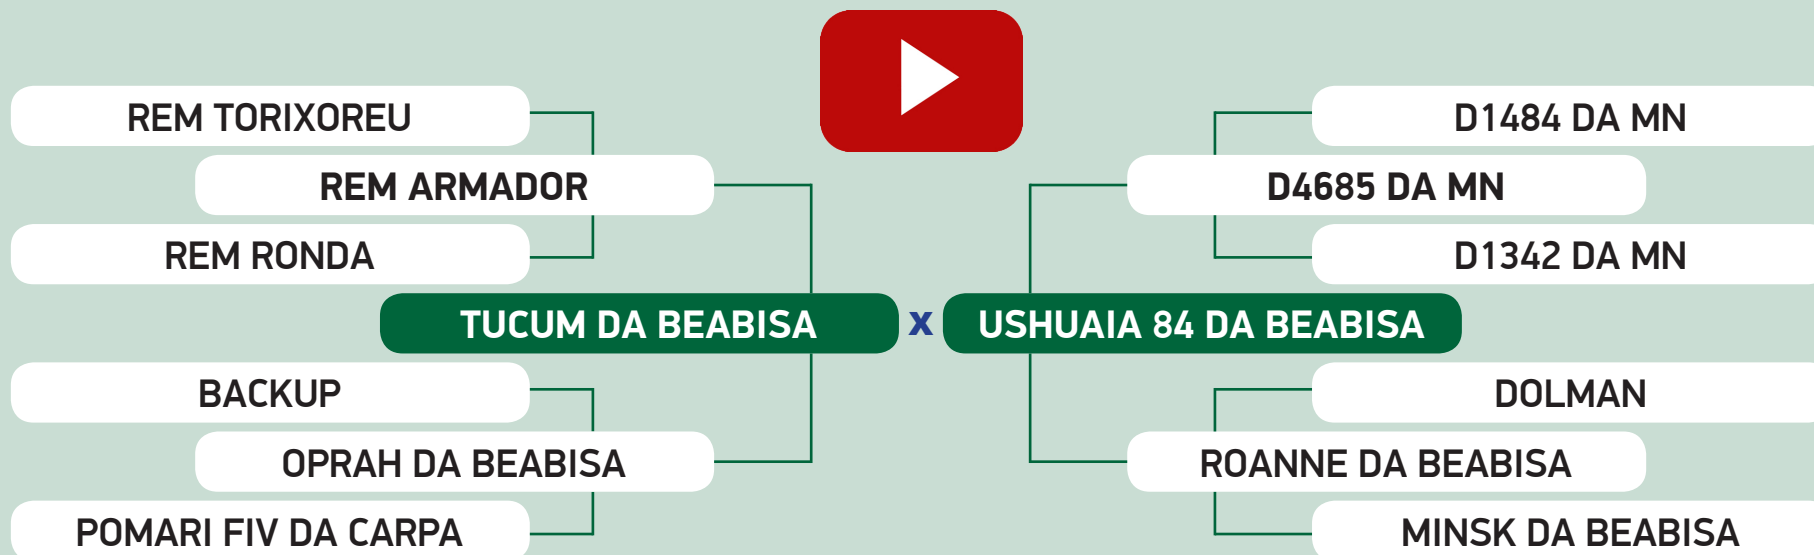 REM TORIXOREU
D1484 DA MN
REM ARMADOR
D4685 DA MN
REM RONDA
D1342 DA MN
TUCUM DA BEABISA x USHUAIA 84 DA BEABISA
BACKUP
DOLMAN
OPRAH DA BEABISA
ROANNE DA BEABISA
POMARI FIV DA CARPA
MINSK DA BEABISA